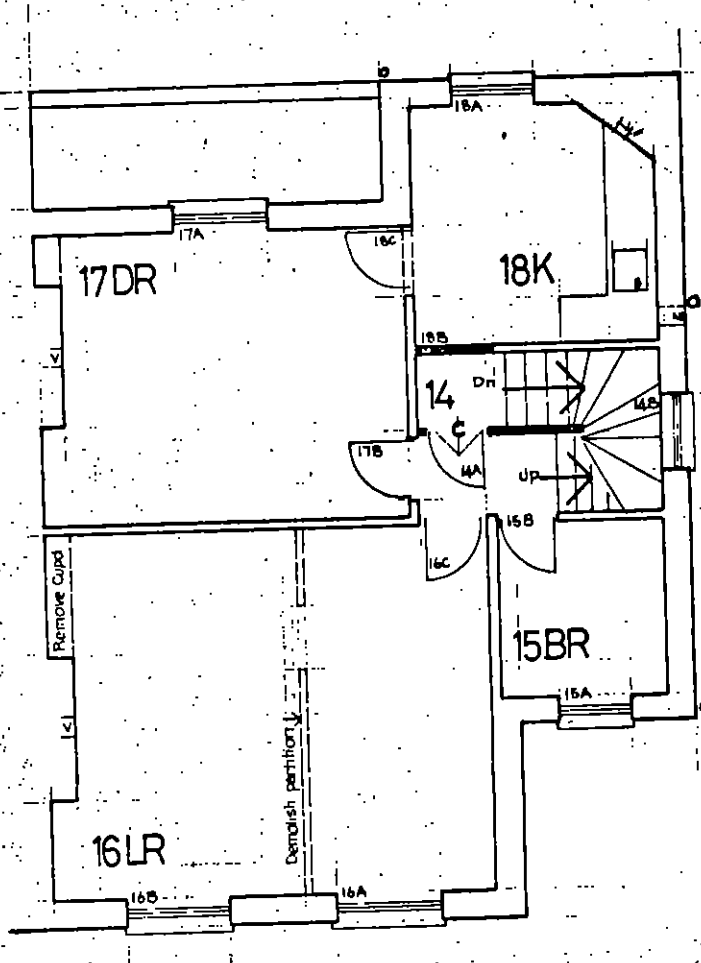 18A
17A
18C
17DR
18K
18B
Dn
14
14B
C
17B
14A
Up
15B
16C
Remove Cupd
15BR
15A
Demolish partition
16LR
16B
16A